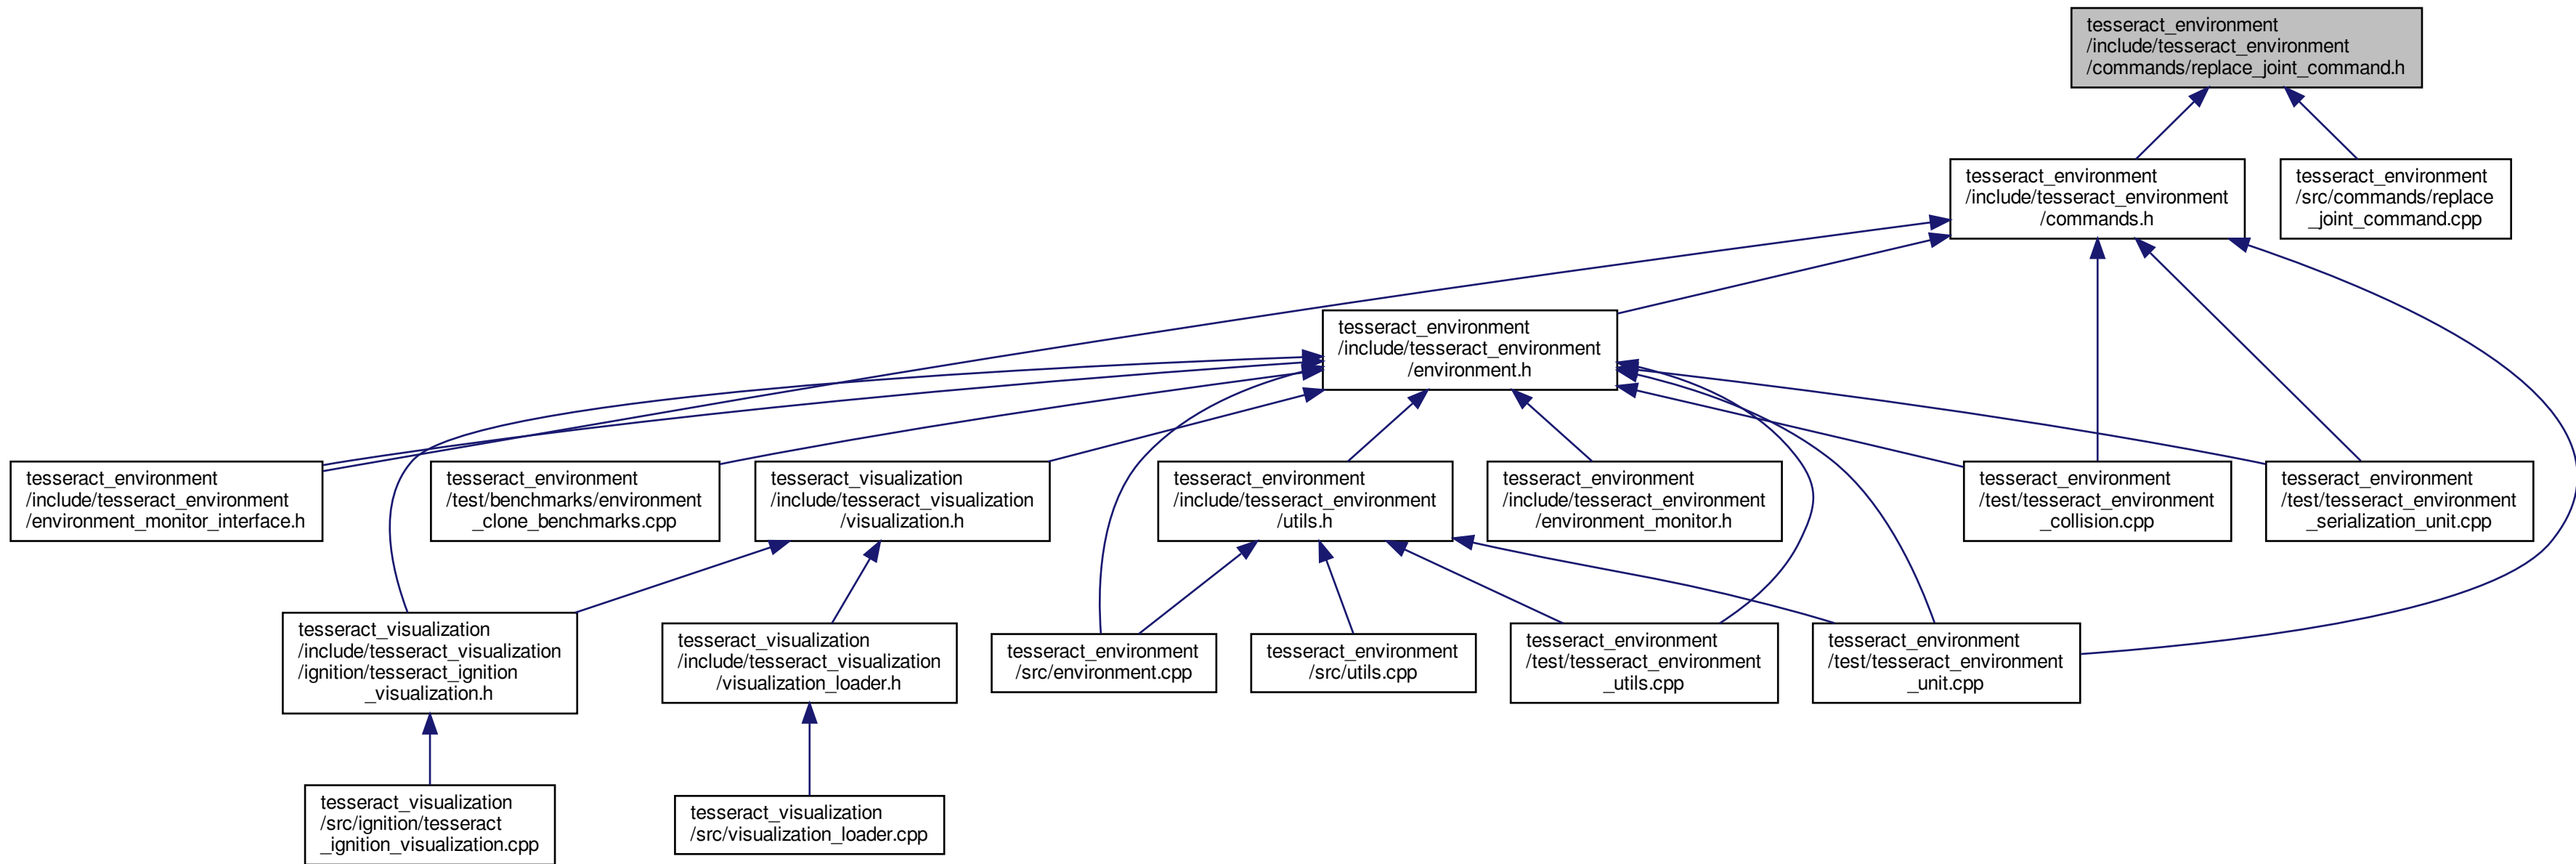 tesseract_environment
/include/tesseract_environment
/commands/replace_joint_command.h
tesseract_environment
/include/tesseract_environment
/commands.h
tesseract_environment
/src/commands/replace
_joint_command.cpp
tesseract_environment
/include/tesseract_environment
/environment.h
tesseract_environment
/include/tesseract_environment
/environment_monitor_interface.h
tesseract_environment
/test/benchmarks/environment
_clone_benchmarks.cpp
tesseract_visualization
/include/tesseract_visualization
/visualization.h
tesseract_environment
/include/tesseract_environment
/utils.h
tesseract_environment
/include/tesseract_environment
/environment_monitor.h
tesseract_environment
/test/tesseract_environment
_collision.cpp
tesseract_environment
/test/tesseract_environment
_serialization_unit.cpp
tesseract_visualization
/include/tesseract_visualization
/ignition/tesseract_ignition
_visualization.h
tesseract_visualization
/include/tesseract_visualization
/visualization_loader.h
tesseract_environment
/src/environment.cpp
tesseract_environment
/src/utils.cpp
tesseract_environment
/test/tesseract_environment
_utils.cpp
tesseract_environment
/test/tesseract_environment
_unit.cpp
tesseract_visualization
/src/ignition/tesseract
_ignition_visualization.cpp
tesseract_visualization
/src/visualization_loader.cpp